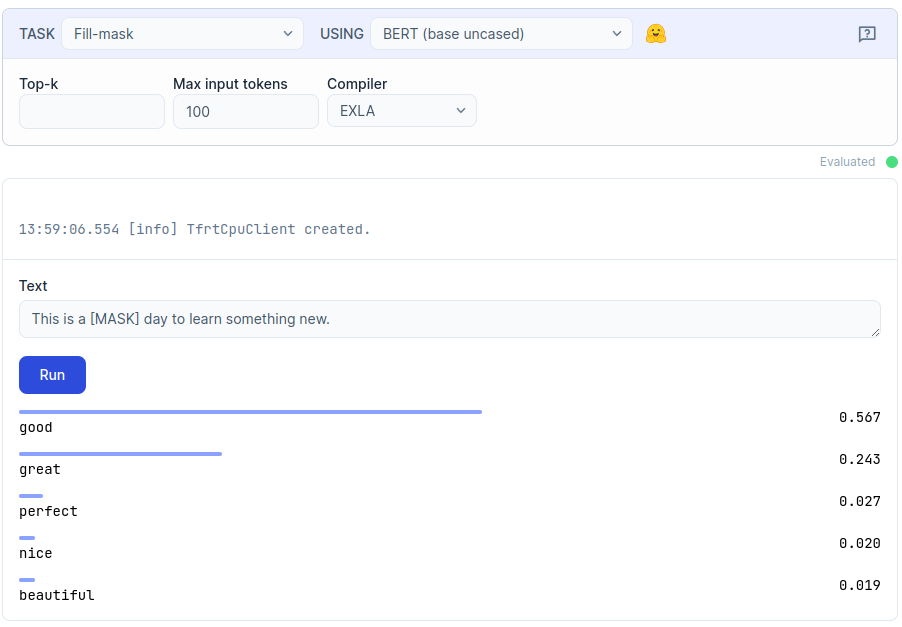 TASK Fill-mask USING BERT (base uncased)
Top-k Max input tokens Compiler
100 EXLA
Evaluated
13:59:06.554 [info] TfrtCpuClient created.
Text
This is a [MASK] day to learn something new.
Run
good 0.567
great 0.243
perfect 0.027
nice 0.020
beautiful 0.019